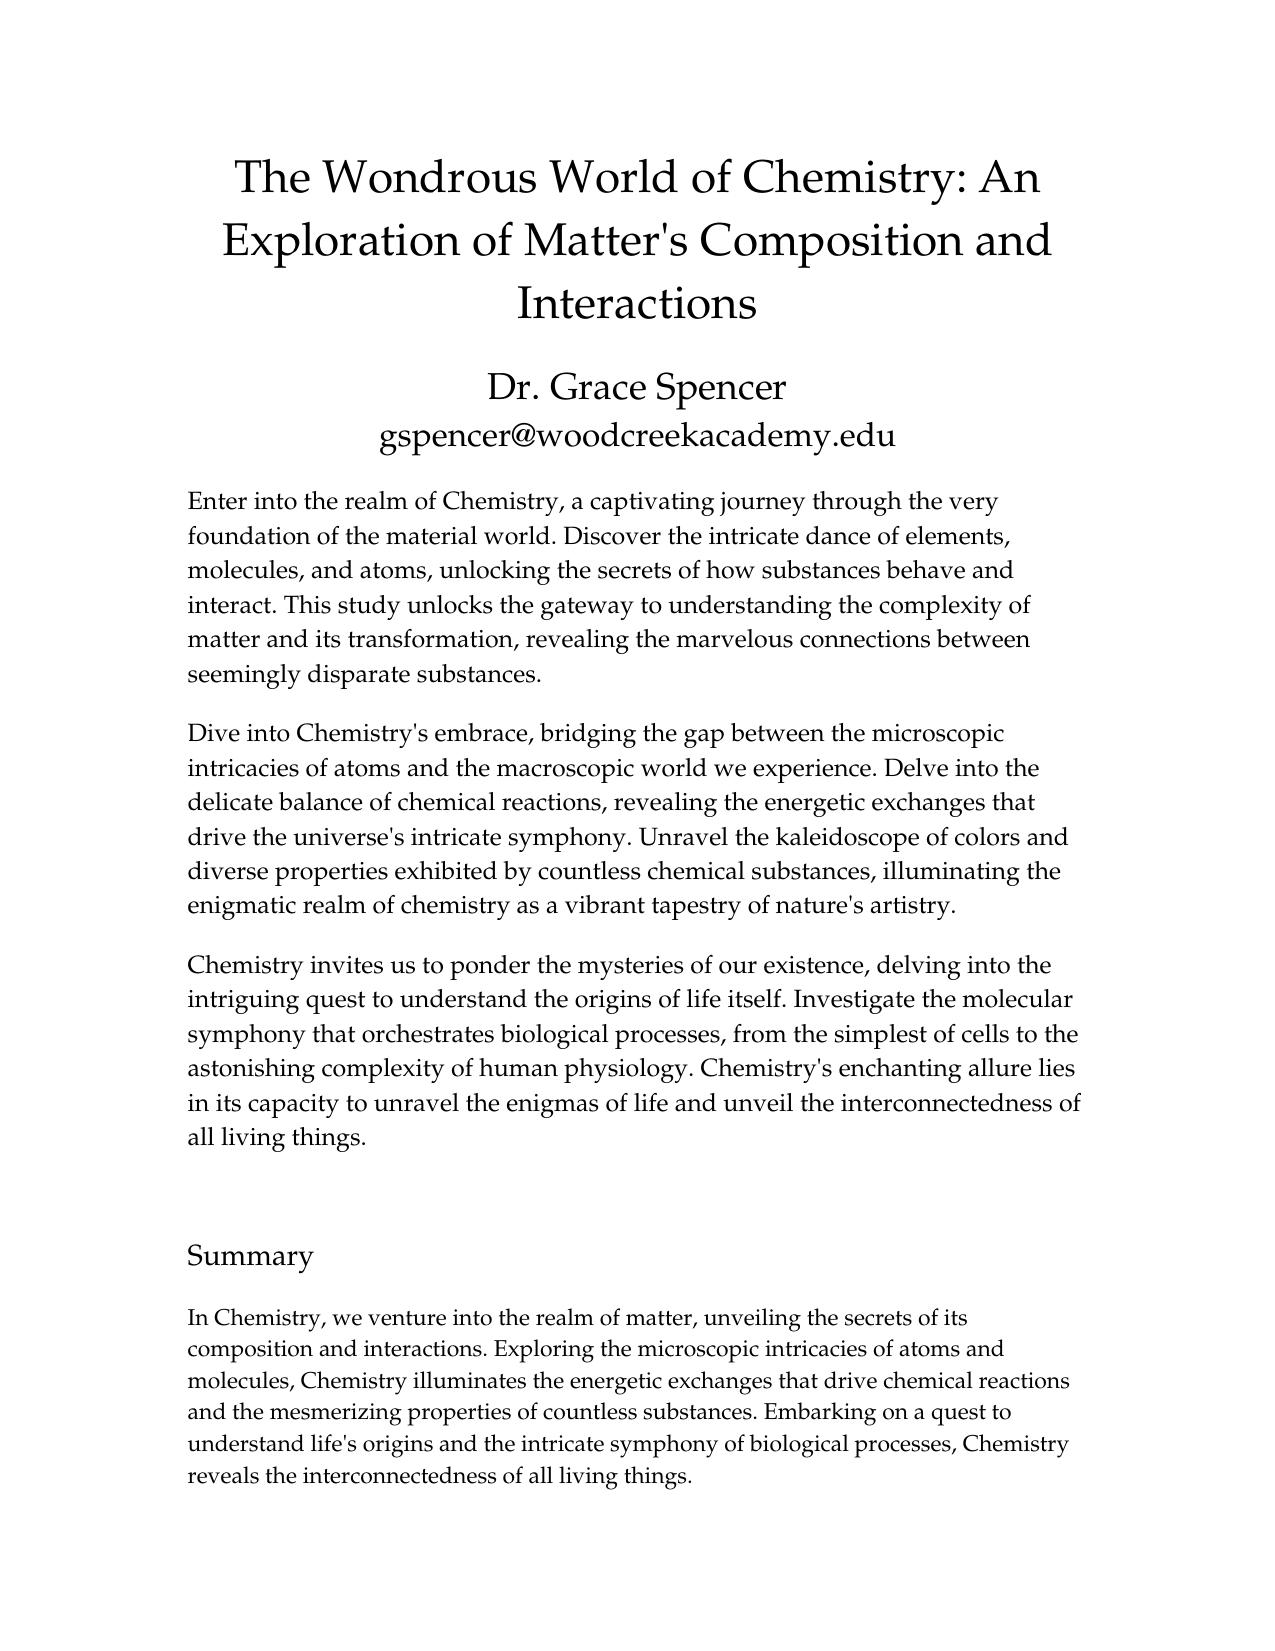 The Wondrous World of Chemistry: An
Exploration of Matter's Composition and
Interactions
Dr. Grace Spencer
gspencer@woodcreekacademy.edu
Enter into the realm of Chemistry, a captivating journey through the very
foundation of the material world. Discover the intricate dance of elements,
molecules, and atoms, unlocking the secrets of how substances behave and
interact. This study unlocks the gateway to understanding the complexity of
matter and its transformation, revealing the marvelous connections between
seemingly disparate substances.
Dive into Chemistry's embrace, bridging the gap between the microscopic
intricacies of atoms and the macroscopic world we experience. Delve into the
delicate balance of chemical reactions, revealing the energetic exchanges that
drive the universe's intricate symphony. Unravel the kaleidoscope of colors and
diverse properties exhibited by countless chemical substances, illuminating the
enigmatic realm of chemistry as a vibrant tapestry of nature's artistry.
Chemistry invites us to ponder the mysteries of our existence, delving into the
intriguing quest to understand the origins of life itself. Investigate the molecular
symphony that orchestrates biological processes, from the simplest of cells to the
astonishing complexity of human physiology. Chemistry's enchanting allure lies
in its capacity to unravel the enigmas of life and unveil the interconnectedness of
all living things.
Summary
In Chemistry, we venture into the realm of matter, unveiling the secrets of its
composition and interactions. Exploring the microscopic intricacies of atoms and
molecules, Chemistry illuminates the energetic exchanges that drive chemical reactions
and the mesmerizing properties of countless substances. Embarking on a quest to
understand life's origins and the intricate symphony of biological processes, Chemistry
reveals the interconnectedness of all living things.